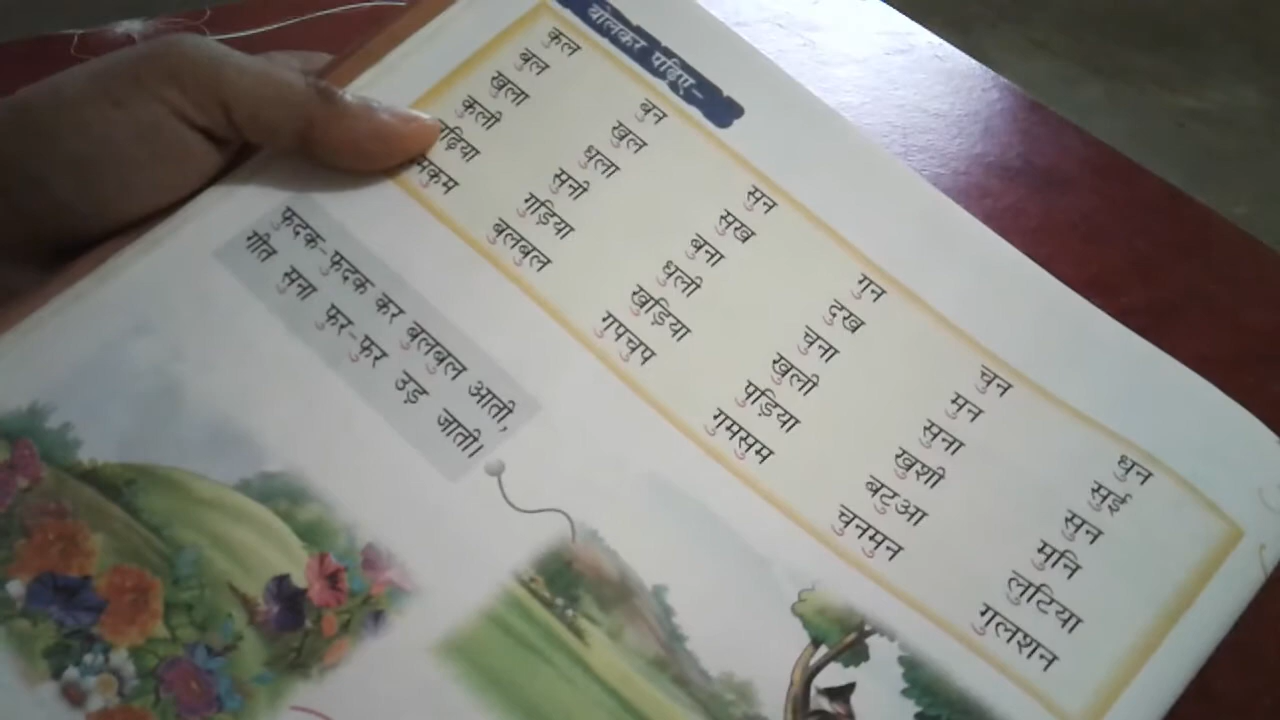 बोलकर पढ़िए–
कुल बुन सुन गुन चुन धुन
बुल खुल सुख दुख मुन सुई
खुला धुला बुना चुना सुना सुन
कुली सुनी धुली खुली खुशी मुनि
गुड़िया खुड़िया पुड़िया बटुआ लुटिया
बुलबुल गुपचुप गुमसुम चुनमुन गुलशन
फुदक-फुदक कर बुलबुल आती,
गीत सुना फुर-फुर उड़ जाती।